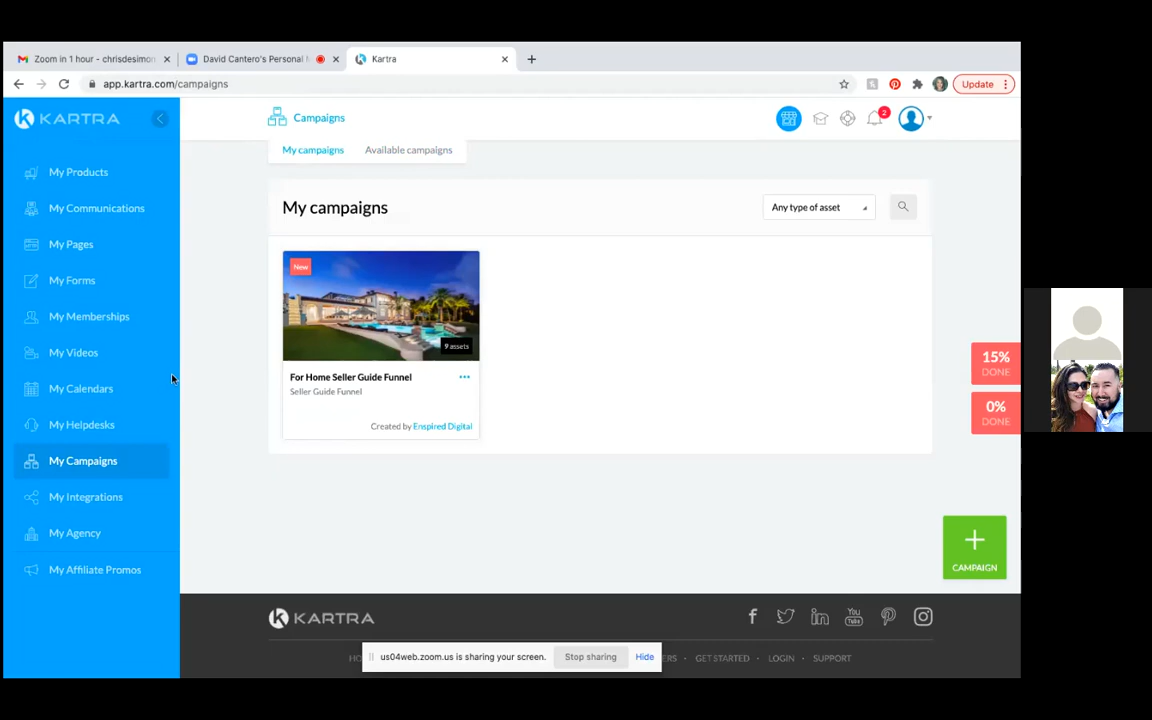 Zoom in 1 hour - chrisdesimon
David Cantero's Personal
Kartra
app.kartra.com/campaigns
Update
KARTRA
Campaigns
2
My campaigns
Available campaigns
My Products
My Communications
My Pages
My Forms
My Memberships
My Videos
My Calendars
My Helpdesks
My Campaigns
My Integrations
My Agency
My Affiliate Promos
My campaigns
Any type of asset
New
9 assets
For Home Seller Guide Funnel
Seller Guide Funnel
Created by Enspired Digital
15%
DONE
0%
DONE
CAMPAIGN
KARTRA
You
Tube
GET STARTED
LOGIN
SUPPORT
us04web.zoom.us is sharing your screen.
Stop sharing
Hide